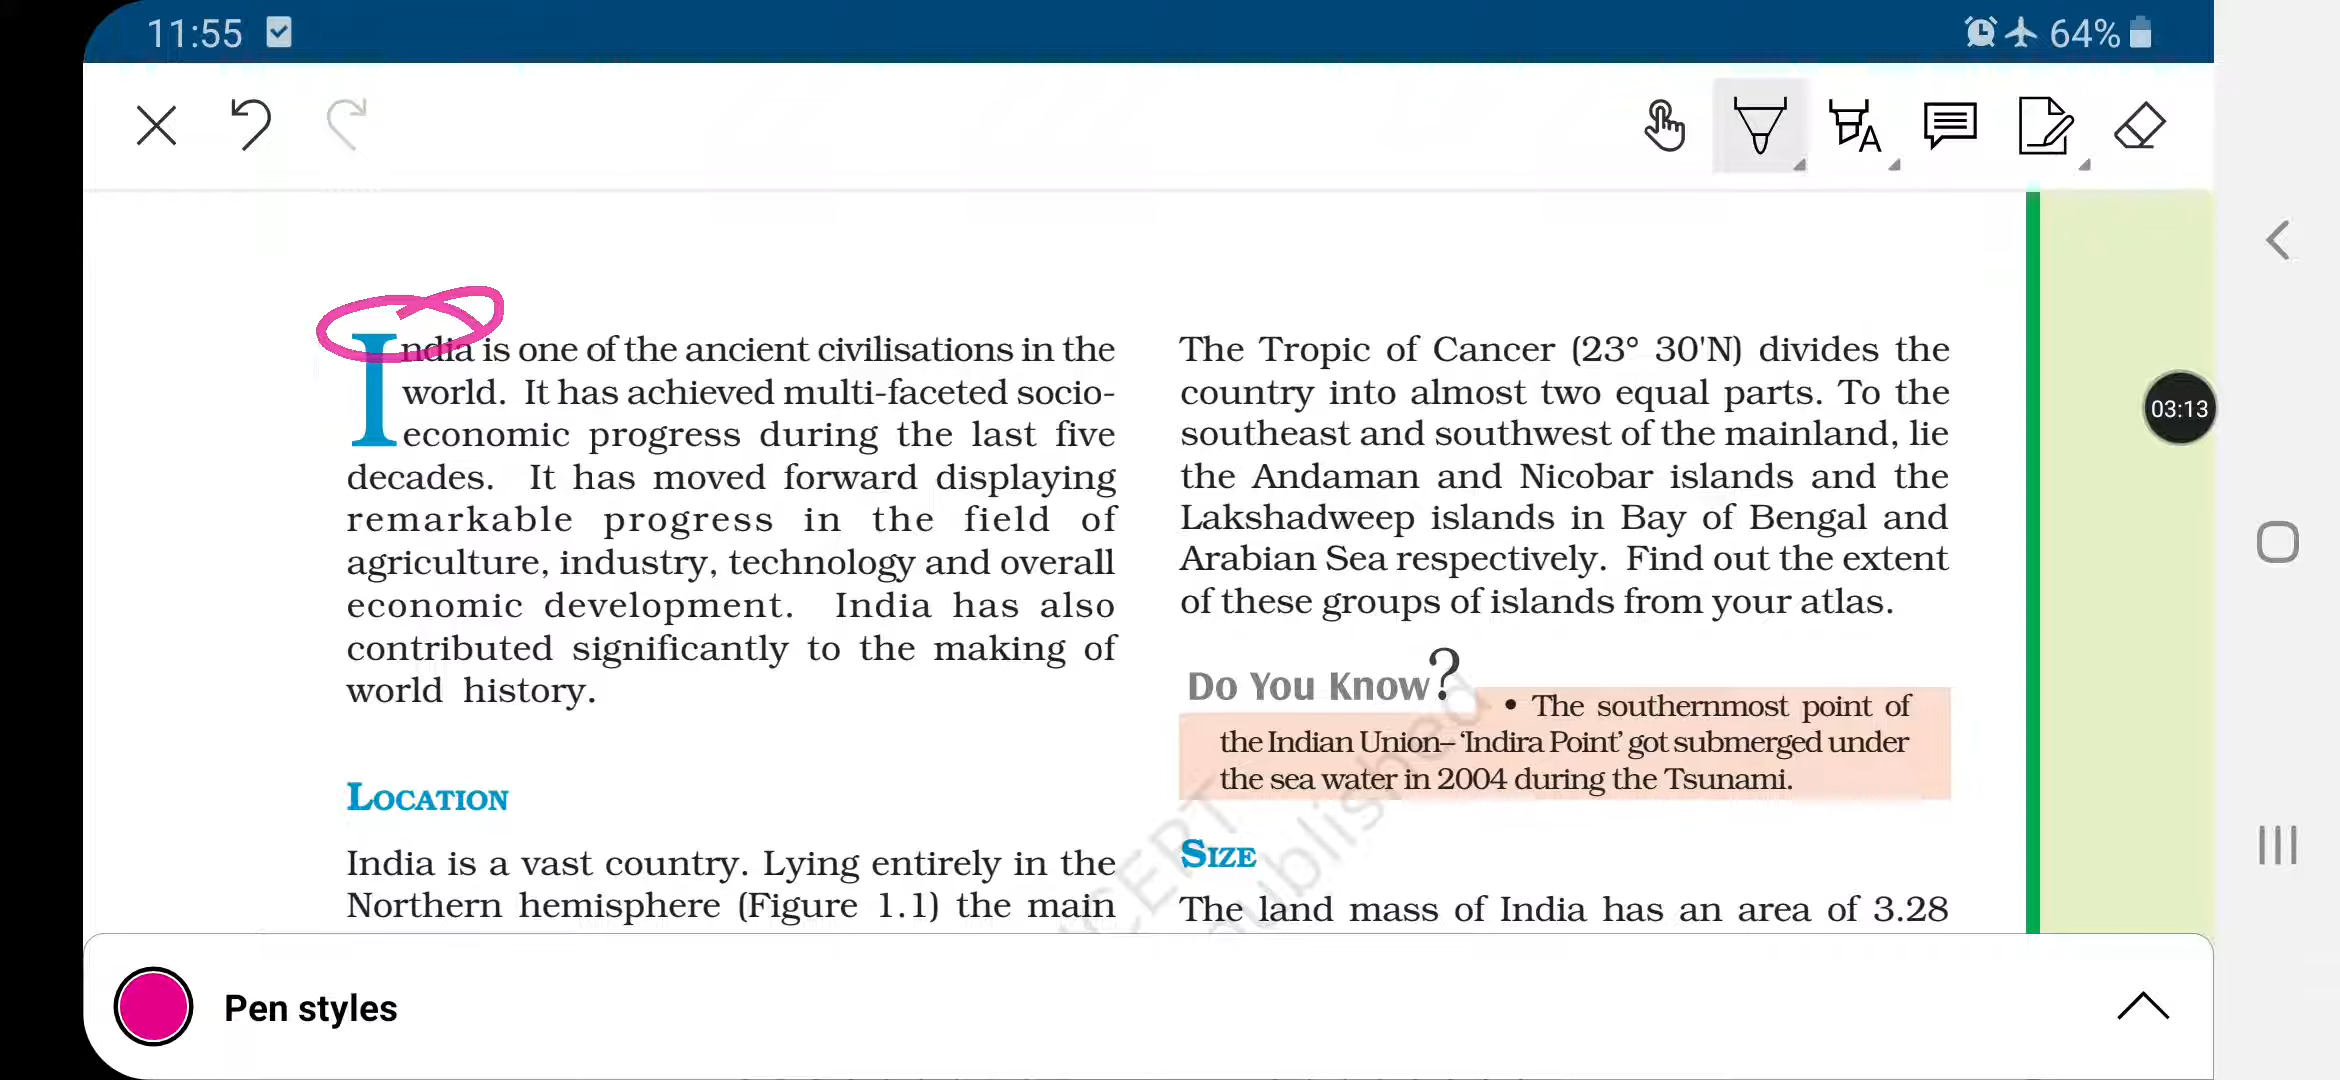 11:55
64%
India is one of the ancient civilisations in the
world. It has achieved multi-faceted socio-
economic progress during the last five
decades. It has moved forward displaying
remarkable progress in the field of
agriculture, industry, technology and overall
economic development. India has also
contributed significantly to the making of
world history.
LOCATION
India is a vast country. Lying entirely in the
Northern hemisphere (Figure 1.1) the main
The Tropic of Cancer (23° 30'N) divides the
country into almost two equal parts. To the
southeast and southwest of the mainland, lie
the Andaman and Nicobar islands and the
Lakshadweep islands in Bay of Bengal and
Arabian Sea respectively. Find out the extent
of these groups of islands from your atlas.
Do You Know?
• The southernmost point of
the Indian Union– ‘Indira Point’ got submerged under
the sea water in 2004 during the Tsunami.
SIZE
The land mass of India has an area of 3.28
03:13
Pen styles